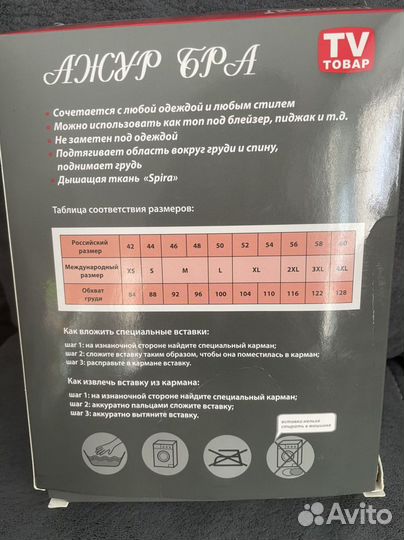 TV
ТОВАР
АЖУР БРА
• Сочетается с любой одеждой и любым стилем
• Можно использовать как топ под блейзер, пиджак и т.д.
• Не заметен под одеждой
• Подтягивает область вокруг груди и спину,
поднимает грудь
• Дышащая ткань «Spira»
Таблица соответствия размеров:
Российский размер 42 44 46 48 50 52 54 56 58 60
Международный размер XS S M L XL 2XL 3XL 4XL
Обхват груди 84 88 92 96 100 104 110 116 122 128
Как вложить специальные вставки:
шаг 1: на изнаночной стороне найдите специальный карман;
шаг 2: сложите вставку таким образом, чтобы она поместилась в карман;
шаг 3: расправьте в кармане вставку.
Как извлечь вставку из кармана:
шаг 1: на изнаночной стороне найдите специальный карман;
шаг 2: аккуратно пальцами сложите вставку;
шаг 3: аккуратно вытяните вставку.
вставки нельзя
стирать в машинке
Avito